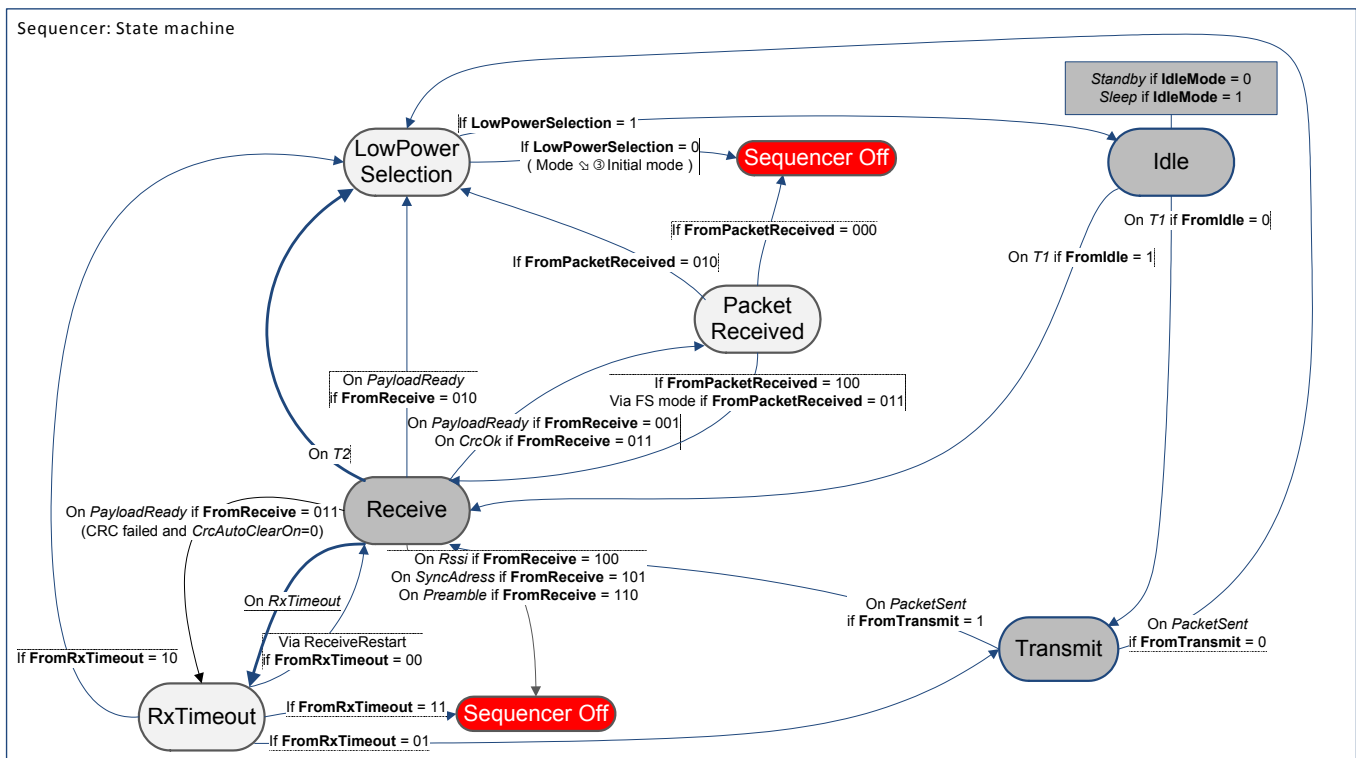 Sequencer: State machine
Standby if IdleMode = 0
Sleep if IdleMode = 1
If LowPowerSelection = 1
LowPower
Selection
If LowPowerSelection = 0
( Mode ⇘ ③ Initial mode )
Sequencer Off
Idle
On T1 if FromIdle = 0
If FromPacketReceived = 000
On T1 if FromIdle = 1
If FromPacketReceived = 010
Packet
Received
On PayloadReady
if FromReceive = 010
If FromPacketReceived = 100
Via FS mode if FromPacketReceived = 011
On PayloadReady if FromReceive = 001
On CrcOk if FromReceive = 011
On T2
Receive
On PayloadReady if FromReceive = 011
(CRC failed and CrcAutoClearOn=0)
On Rssi if FromReceive = 100
On SyncAdress if FromReceive = 101
On Preamble if FromReceive = 110
On RxTimeout
On PacketSent
if FromTransmit = 1
On PacketSent
if FromTransmit = 0
Transmit
Via ReceiveRestart
if FromRxTimeout = 00
If FromRxTimeout = 10
RxTimeout
If FromRxTimeout = 11
Sequencer Off
If FromRxTimeout = 01